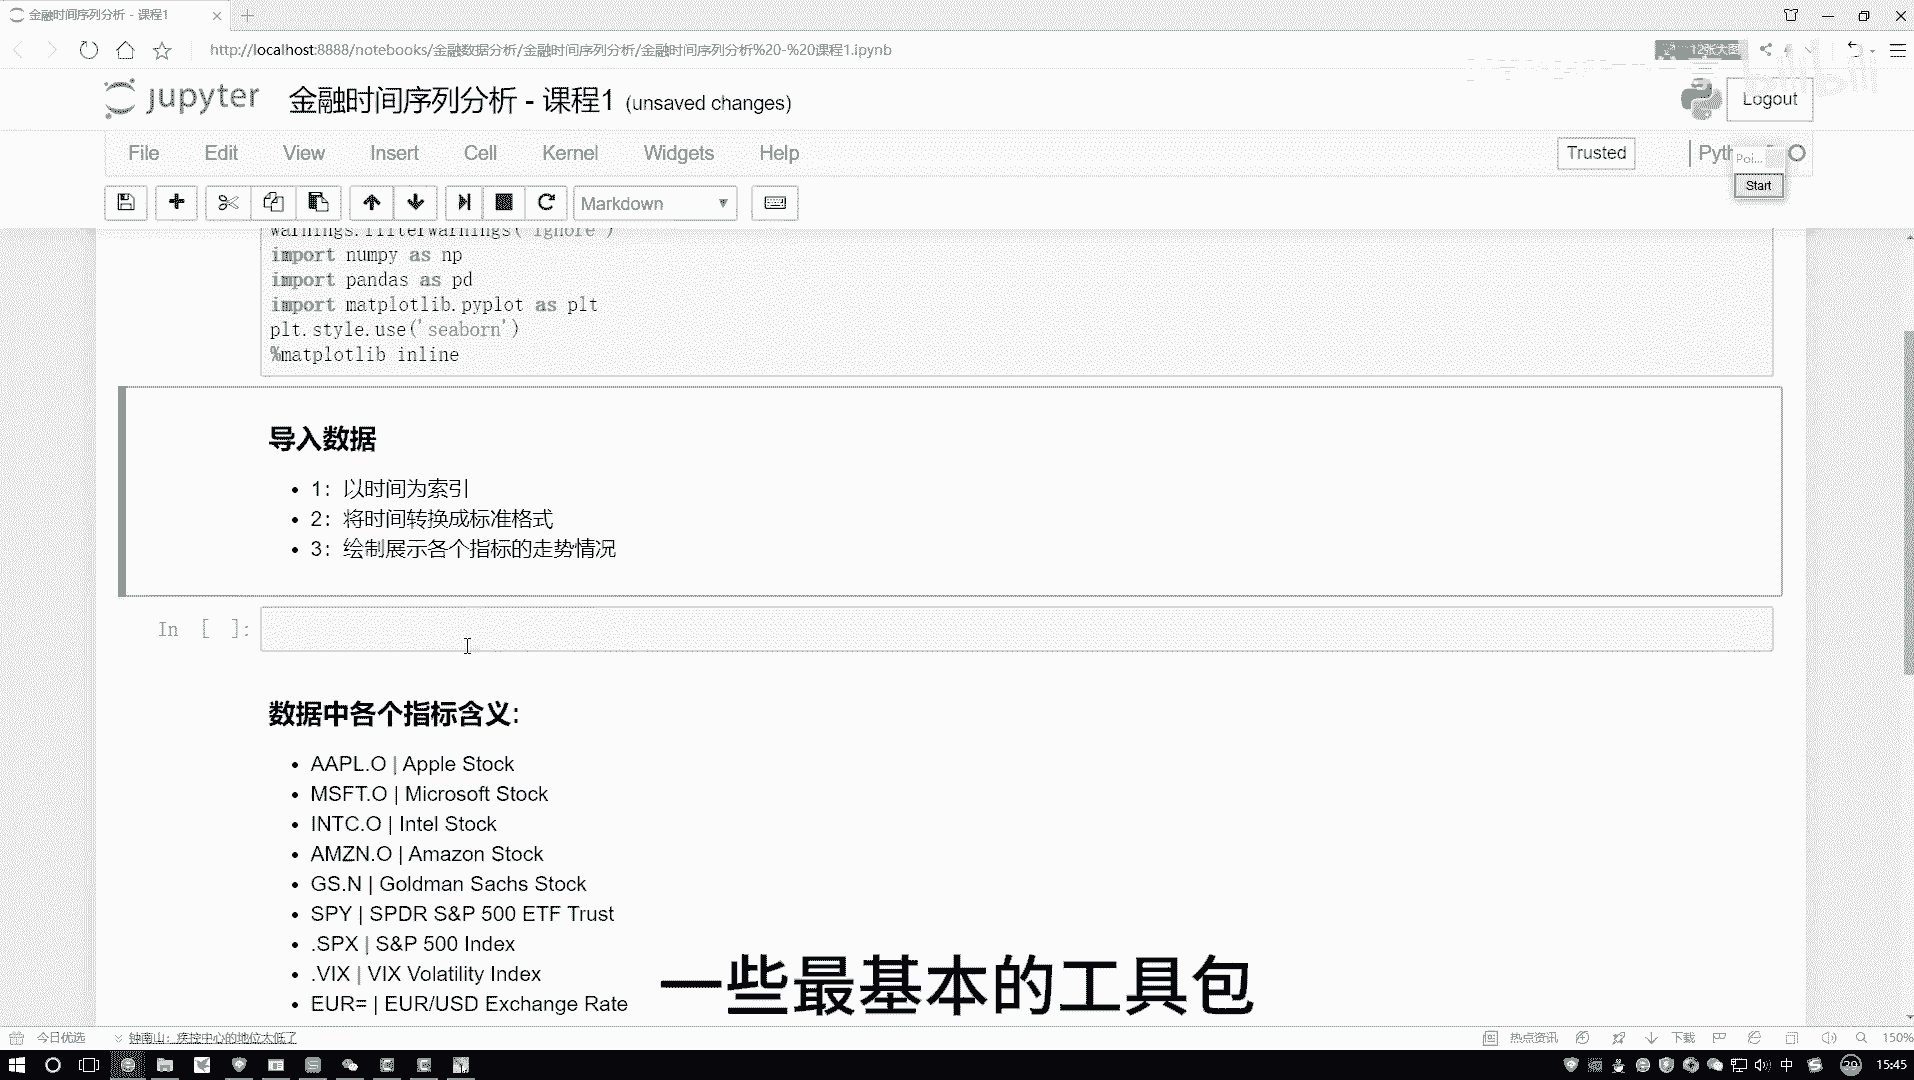 金融时间序列分析 - 课程1
http://localhost:8888/notebooks/金融数据分析/金融时间序列分析/金融时间序列分析%20-%20课程1.ipynb
12张大图
bilibili
jupyter 金融时间序列分析 - 课程1 (unsaved changes)
Logout
File Edit View Insert Cell Kernel Widgets Help
Trusted
Pyth
Poi...
Start
Markdown
warnings.filterwarnings('ignore')
import numpy as np
import pandas as pd
import matplotlib.pyplot as plt
plt.style.use('seaborn')
%matplotlib inline
导入数据
1：以时间为索引
2：将时间转换成标准格式
3：绘制展示各个指标的走势情况
In [ ]:
数据中各个指标含义:
AAPL.O | Apple Stock
MSFT.O | Microsoft Stock
INTC.O | Intel Stock
AMZN.O | Amazon Stock
GS.N | Goldman Sachs Stock
SPY | SPDR S&P 500 ETF Trust
.SPX | S&P 500 Index
.VIX | VIX Volatility Index
EUR= | EUR/USD Exchange Rate
一些最基本的工具包
今日优选
钟南山：疾控中心的地位太低了
热点资讯
下载
150%
中
29
15:45